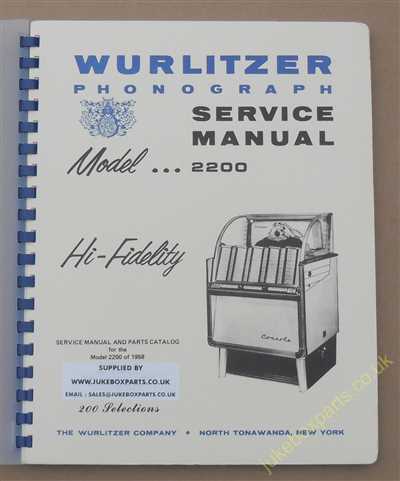 WURLITZER
PHONOGRAPH
SERVICE
MANUAL
Model ... 2200
Hi-Fidelity
Console
SERVICE MANUAL AND PARTS CATALOG
for the
Model 2200 of 1958
SUPPLIED BY
WWW.JUKEBOXPARTS.CO.UK
EMAIL : SALES@JUKEBOXPARTS.CO.UK
200 Selections
THE WURLITZER COMPANY • NORTH TONAWANDA, NEW YORK
jukeboxparts.co.uk